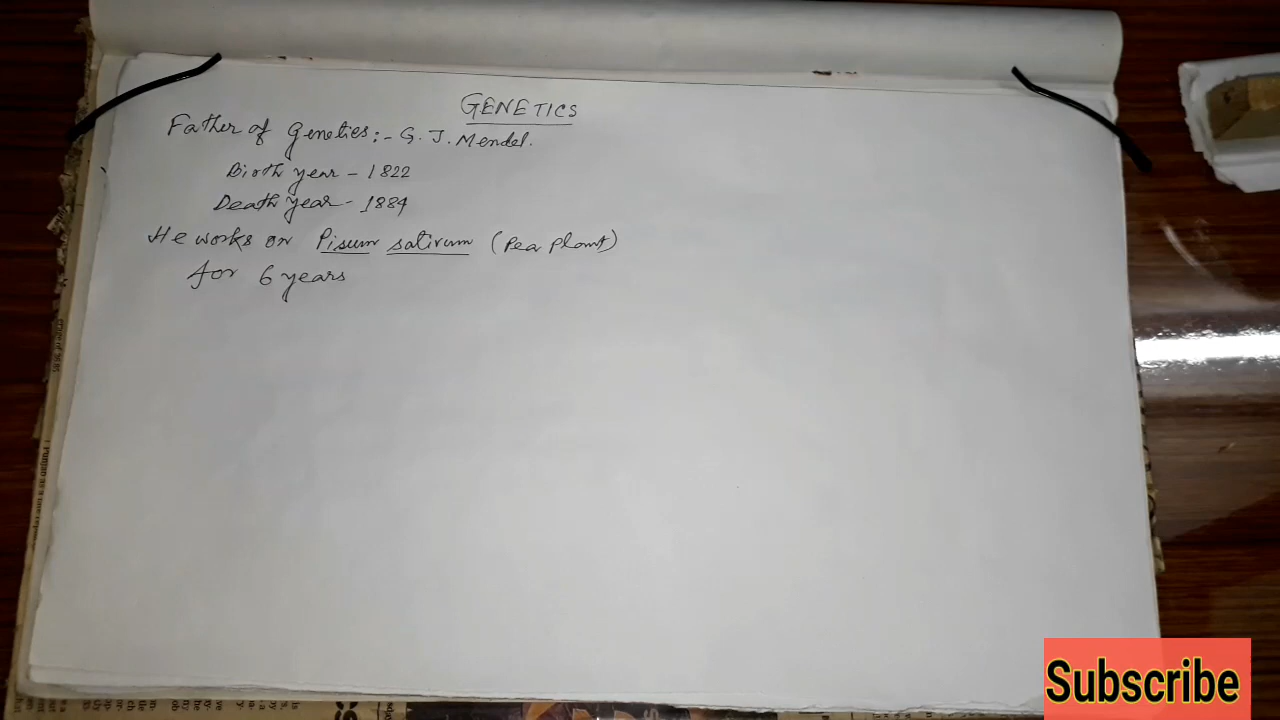 GENETICS
Father of Genetics:- G. J. Mendel.
Birth year - 1822
Death year - 1884
He works on Pisum sativum (Pea plant)
for 6 years
Subscribe